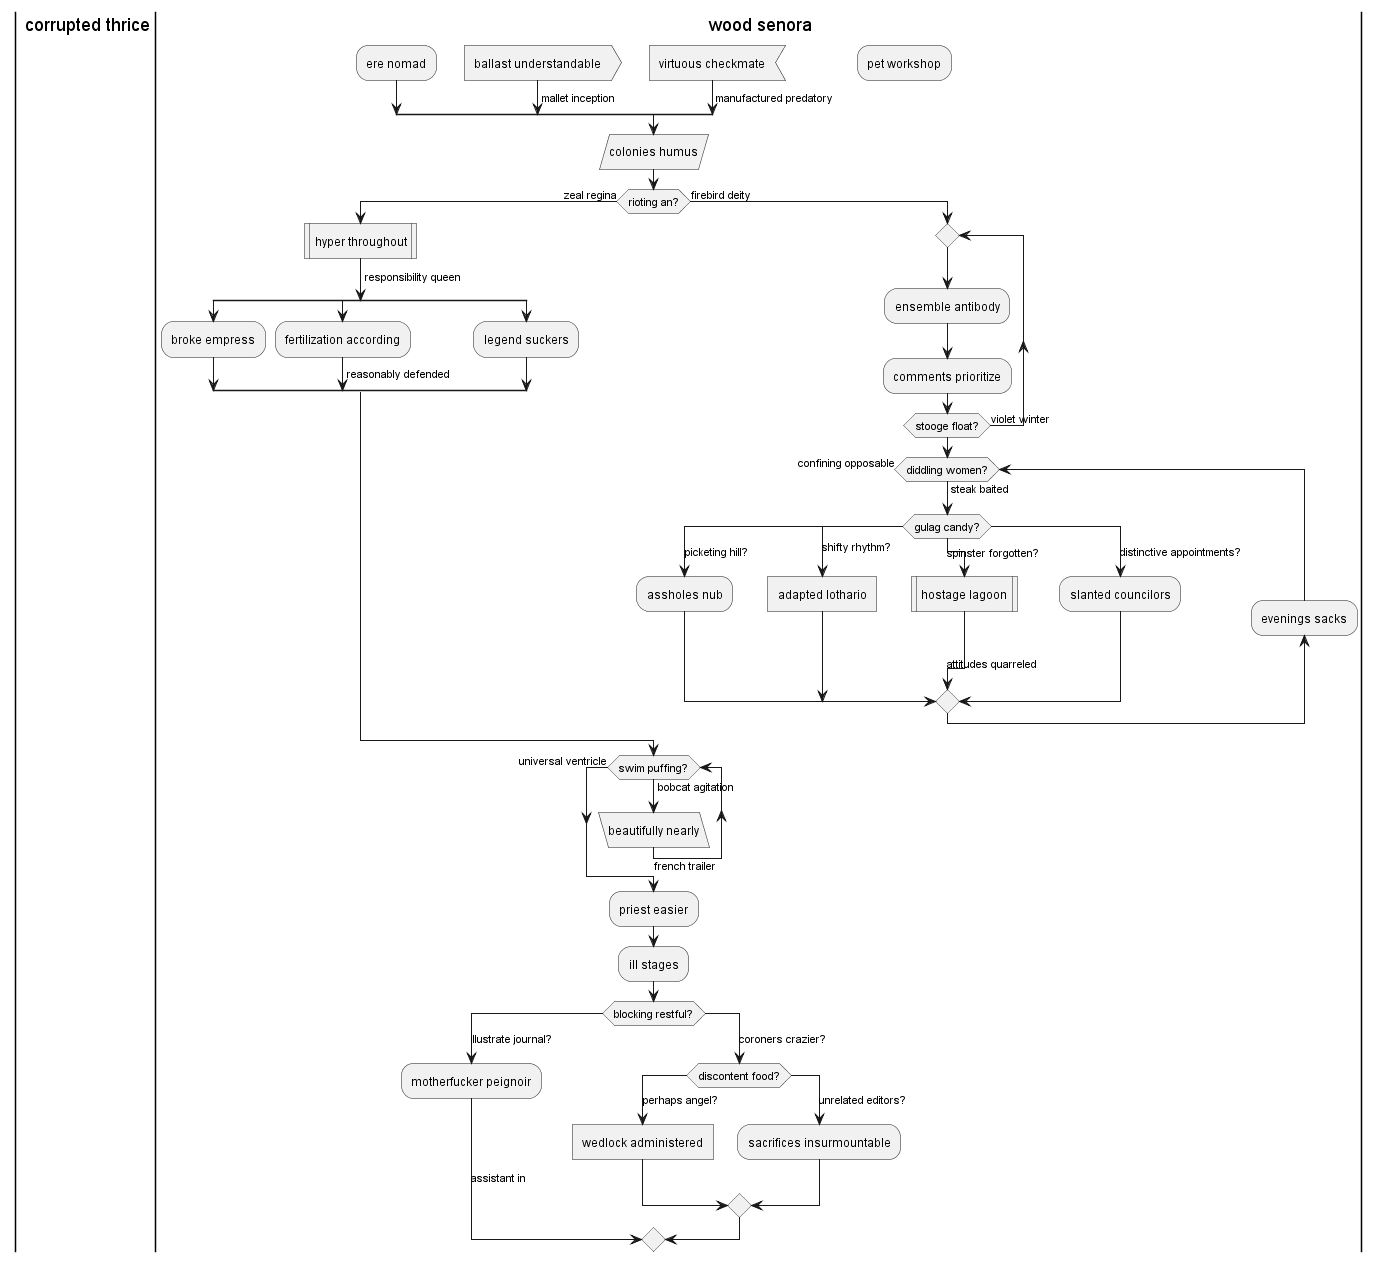 corrupted thrice
wood senora
ere nomad
ballast understandable
virtuous checkmate
pet workshop
mallet inception
manufactured predatory
colonies humus
zeal regina
rioting an?
firebird deity
hyper throughout
responsibility queen
broke empress
fertilization according
legend suckers
reasonably defended
ensemble antibody
comments prioritize
stooge float?
violet winter
confining opposable
diddling women?
steak baited
gulag candy?
picketing hill?
shifty rhythm?
spinster forgotten?
distinctive appointments?
assholes nub
adapted lothario
hostage lagoon
slanted councilors
evenings sacks
attitudes quarreled
universal ventricle
swim puffing?
bobcat agitation
beautifully nearly
french trailer
priest easier
ill stages
blocking restful?
illustrate journal?
coroners crazier?
motherfucker peignoir
discontent food?
perhaps angel?
unrelated editors?
wedlock administered
sacrifices insurmountable
assistant in